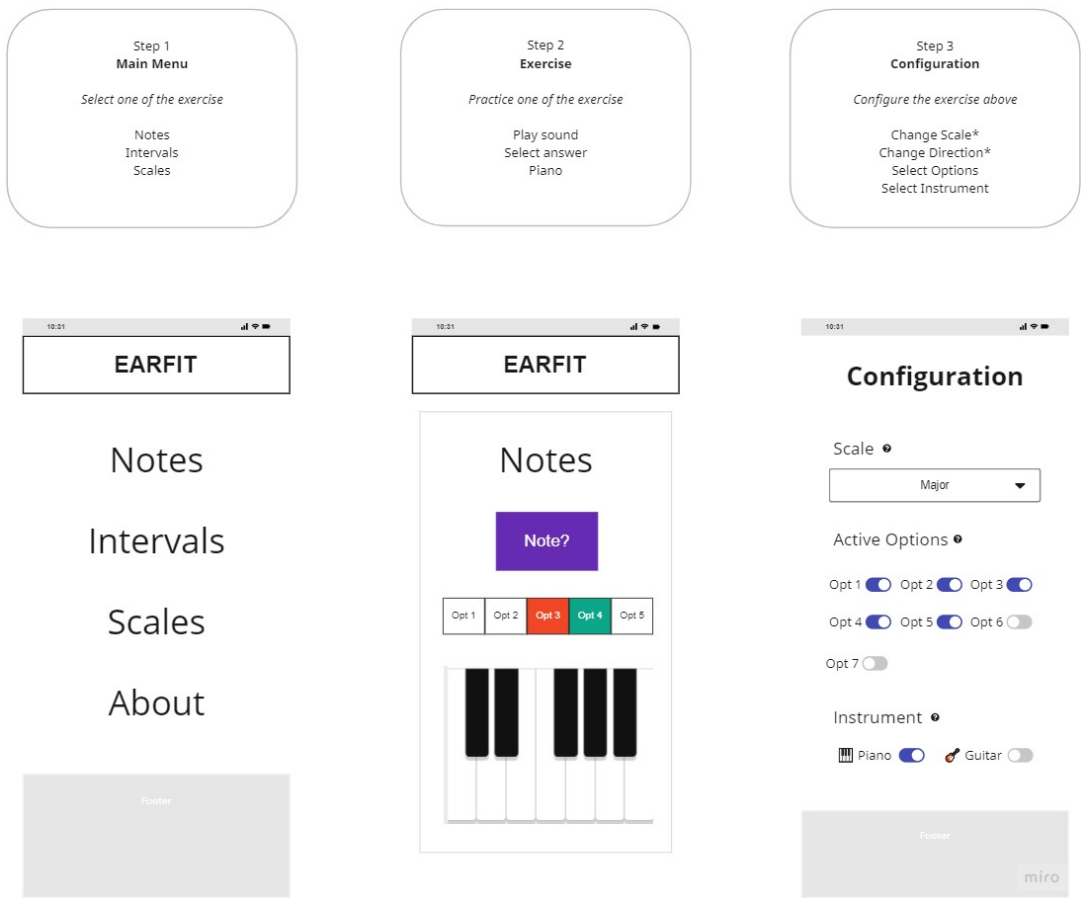 Step 1
Main Menu
Select one of the exercise
Notes
Intervals
Scales
Step 2
Exercise
Practice one of the exercise
Play sound
Select answer
Piano
Step 3
Configuration
Configure the exercise above
Change Scale*
Change Direction*
Select Options
Select Instrument
10:31
EARFIT
Notes
Intervals
Scales
About
Footer
10:31
EARFIT
Notes
Note?
Opt 1 Opt 2 Opt 3 Opt 4 Opt 5
10:31
Configuration
Scale ?
Major
Active Options ?
Opt 1 Opt 2 Opt 3
Opt 4 Opt 5 Opt 6
Opt 7
Instrument ?
Piano Guitar
Footer
miro